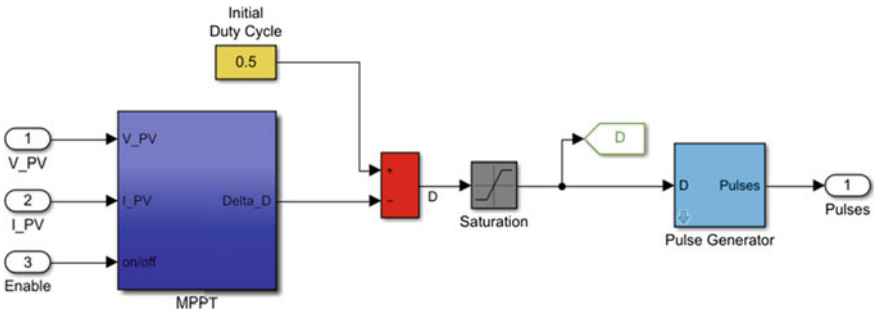 Initial
Duty Cycle
0.5
1
V_PV
2
I_PV
3
Enable
V_PV
I_PV
on/off
Delta_D
MPPT
+
−
D
Saturation
D
D
Pulses
Pulse Generator
1
Pulses